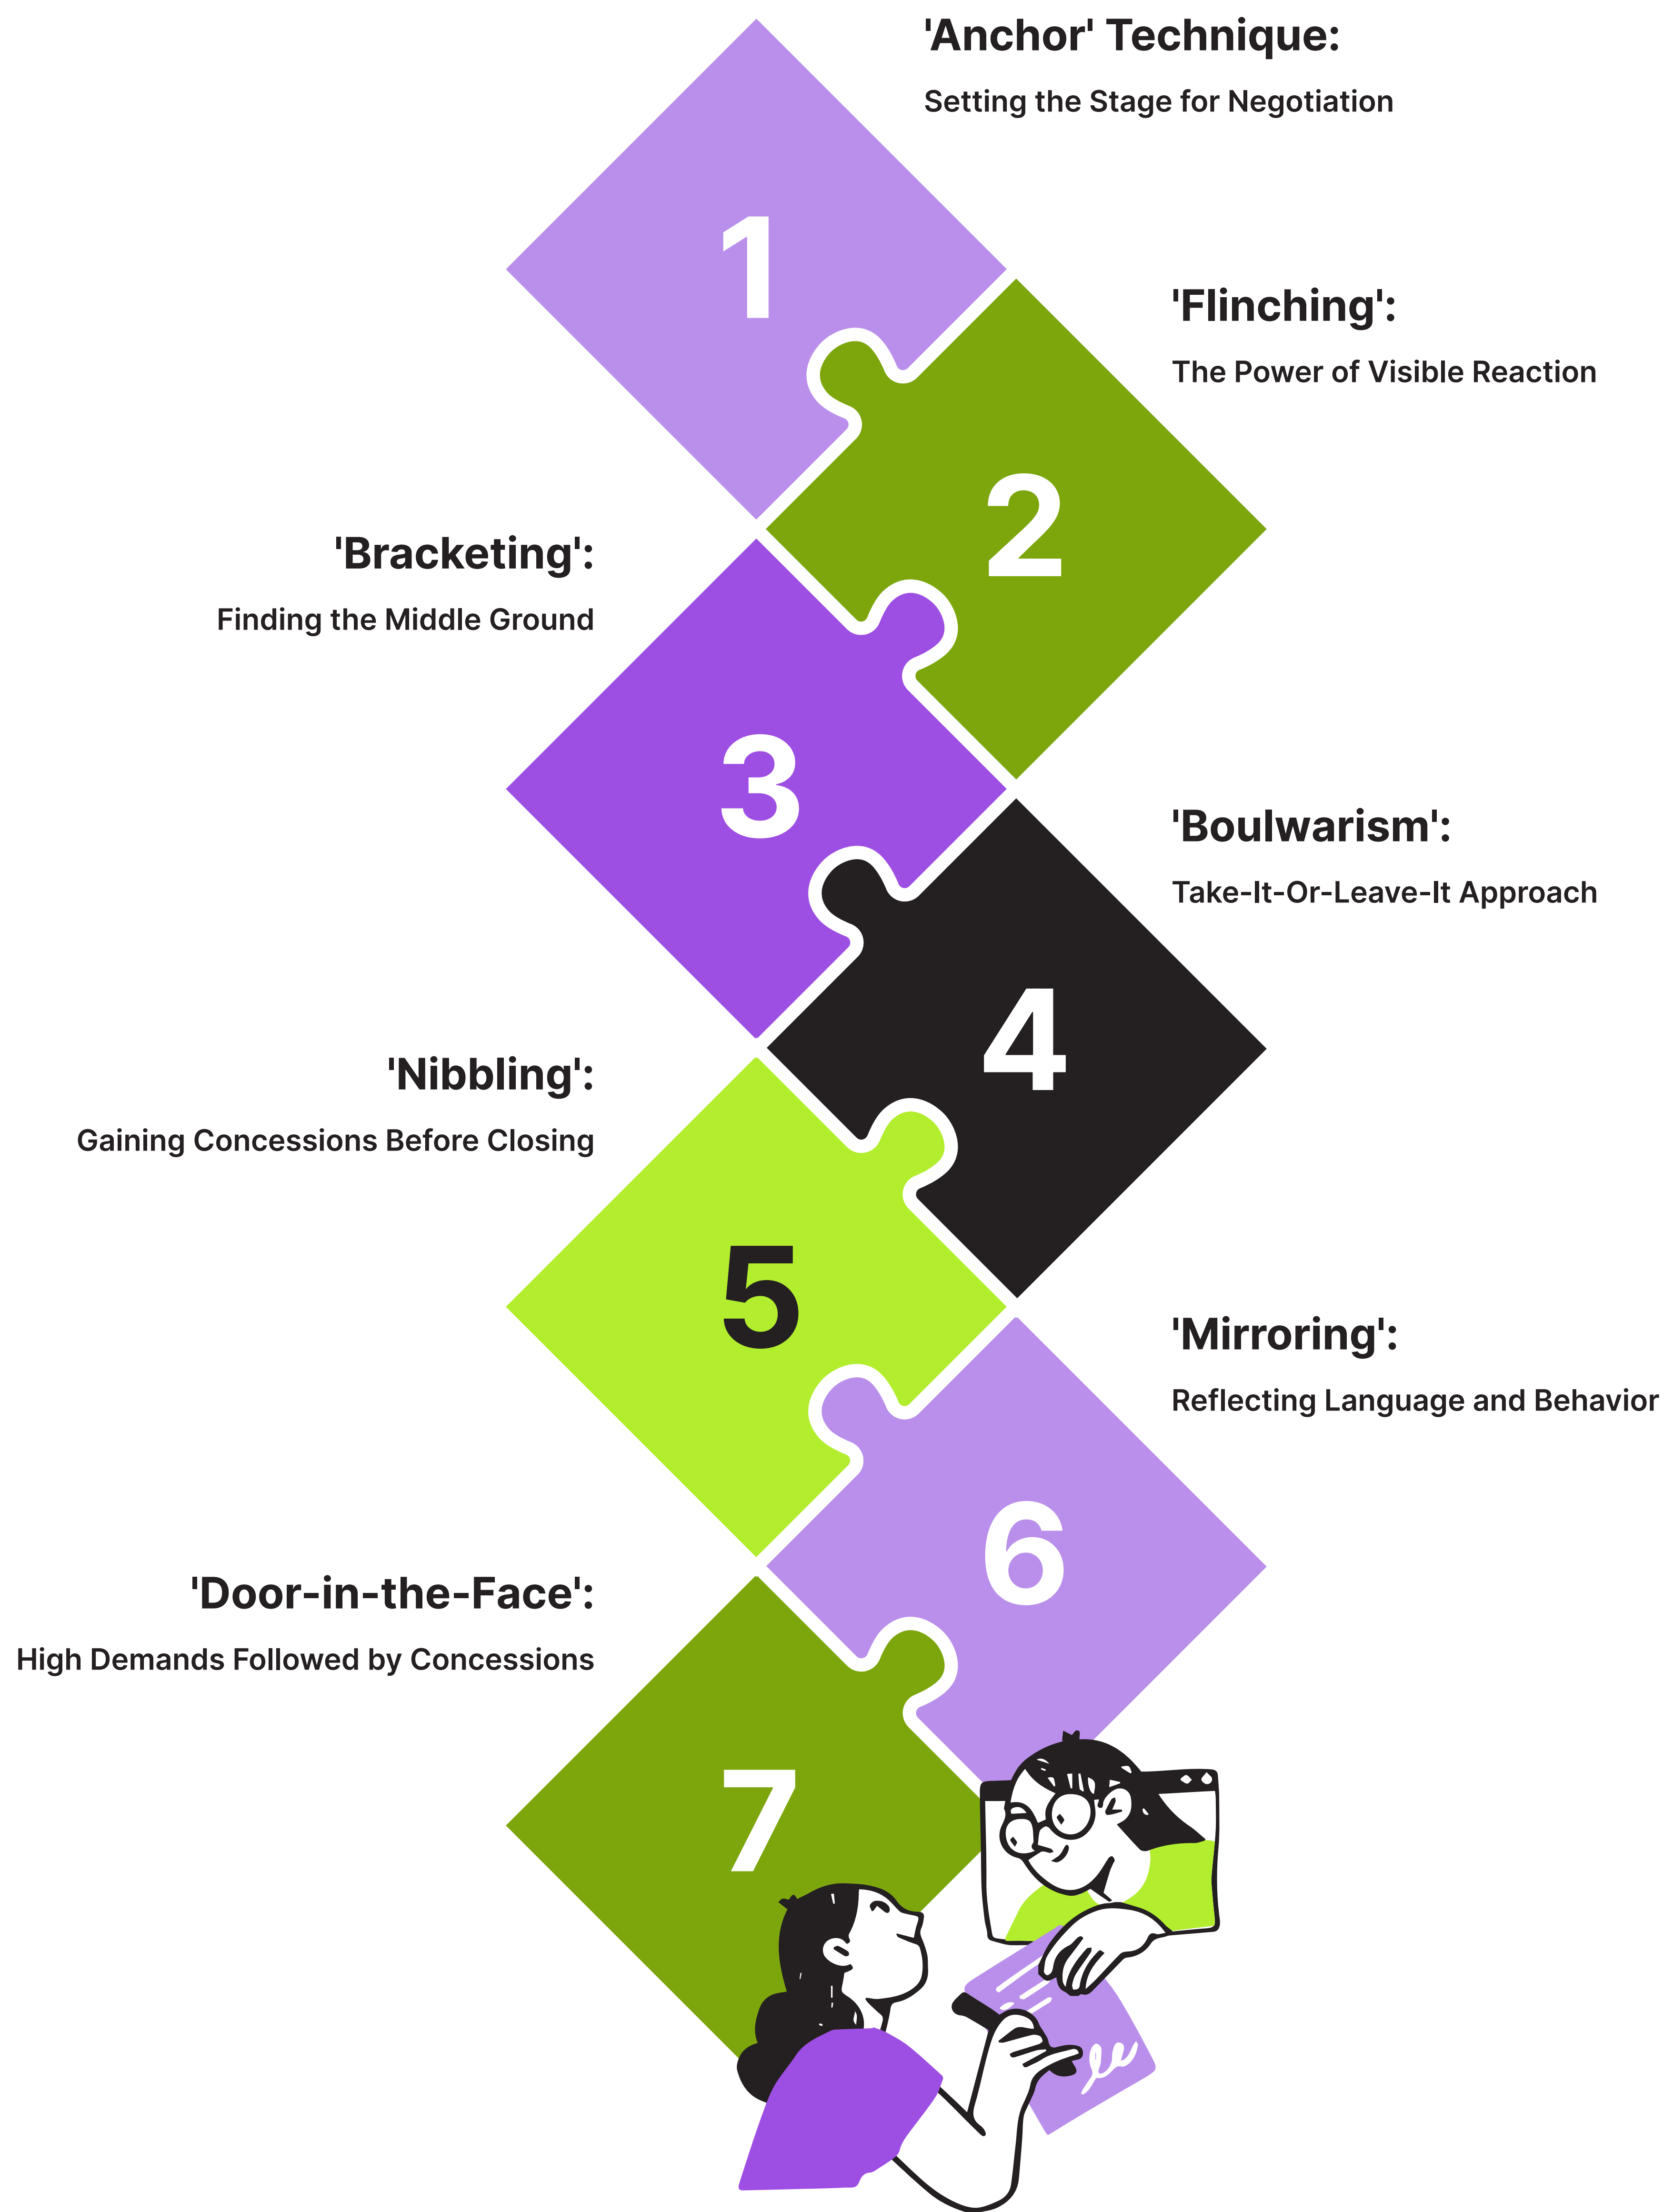 'Anchor' Technique:
Setting the Stage for Negotiation
1
'Flinching':
The Power of Visible Reaction
2
'Bracketing':
Finding the Middle Ground
3
'Boulwarism':
Take-It-Or-Leave-It Approach
4
'Nibbling':
Gaining Concessions Before Closing
5
'Mirroring':
Reflecting Language and Behavior
6
'Door-in-the-Face':
High Demands Followed by Concessions
7